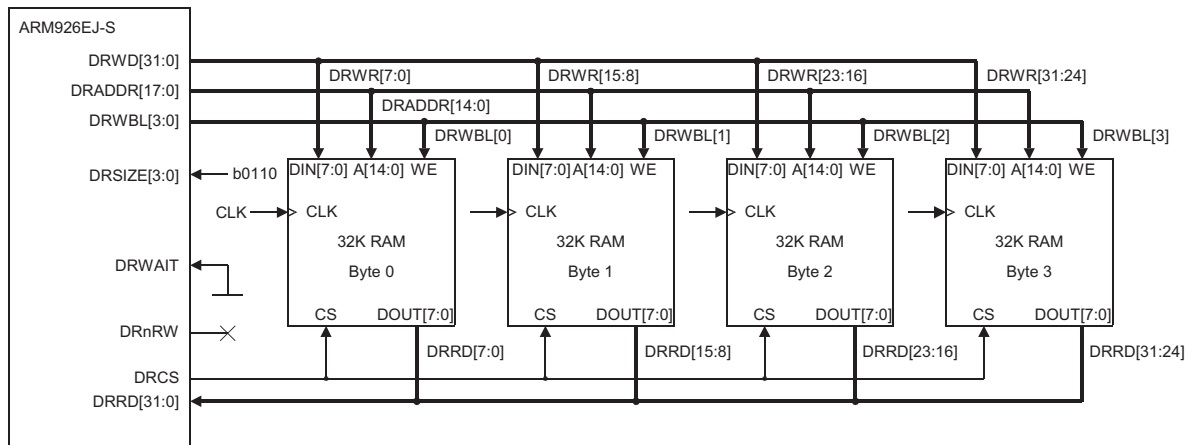 ARM926EJ-S
DRWD[31:0]
DRWR[7:0]
DRWR[15:8]
DRWR[23:16]
DRWR[31:24]
DRADDR[17:0]
DRADDR[14:0]
DRWBL[3:0]
DRWBL[0]
DRWBL[1]
DRWBL[2]
DRWBL[3]
DRSIZE[3:0]
b0110
DIN[7:0] A[14:0] WE
DIN[7:0] A[14:0] WE
DIN[7:0] A[14:0] WE
DIN[7:0] A[14:0] WE
CLK
CLK
CLK
CLK
CLK
32K RAM
32K RAM
32K RAM
32K RAM
DRWAIT
Byte 0
Byte 1
Byte 2
Byte 3
CS DOUT[7:0]
CS DOUT[7:0]
CS DOUT[7:0]
CS DOUT[7:0]
DRnRW
DRRD[7:0]
DRRD[15:8]
DRRD[23:16]
DRRD[31:24]
DRCS
DRRD[31:0]